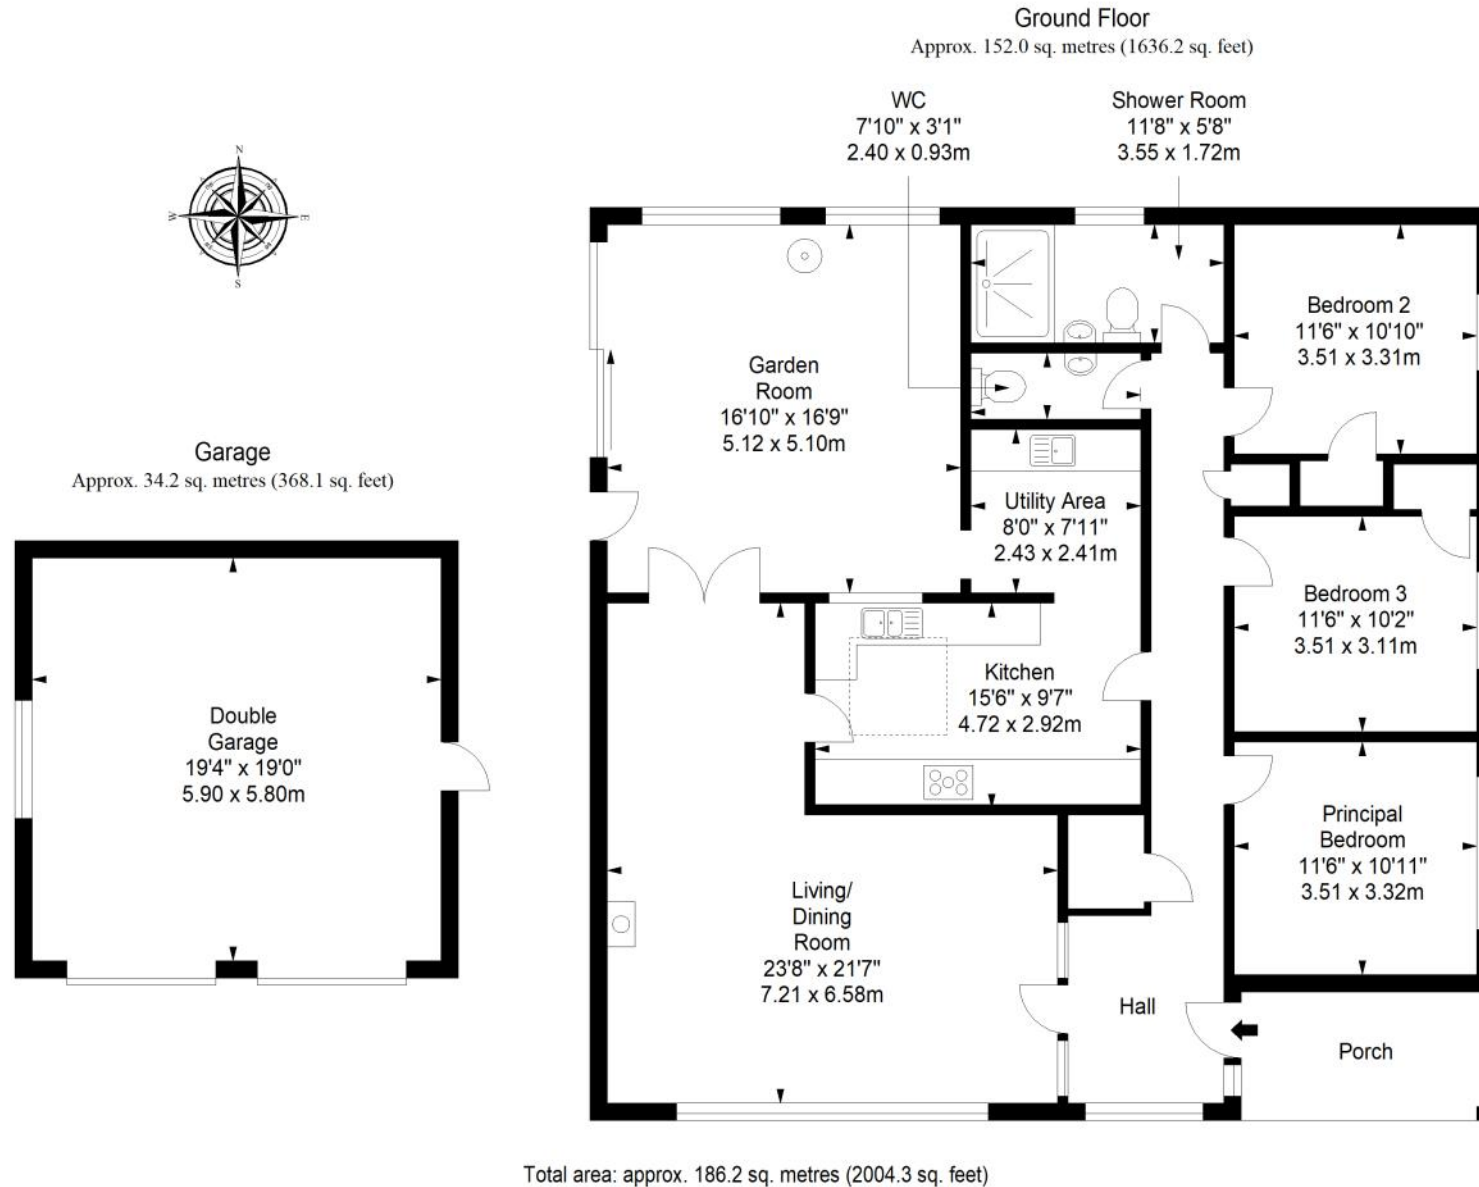 Ground Floor
Approx. 152.0 sq. metres (1636.2 sq. feet)
WC
7'10" x 3'1"
2.40 x 0.93m
Shower Room
11'8" x 5'8"
3.55 x 1.72m
N
W
E
S
Bedroom 2
11'6" x 10'10"
3.51 x 3.31m
Garden
Room
16'10" x 16'9"
5.12 x 5.10m
Garage
Approx. 34.2 sq. metres (368.1 sq. feet)
Utility Area
8'0" x 7'11"
2.43 x 2.41m
Bedroom 3
11'6" x 10'2"
3.51 x 3.11m
Kitchen
15'6" x 9'7"
4.72 x 2.92m
Double
Garage
19'4" x 19'0"
5.90 x 5.80m
Principal
Bedroom
11'6" x 10'11"
3.51 x 3.32m
Living/
Dining
Room
23'8" x 21'7"
7.21 x 6.58m
Hall
Porch
Total area: approx. 186.2 sq. metres (2004.3 sq. feet)